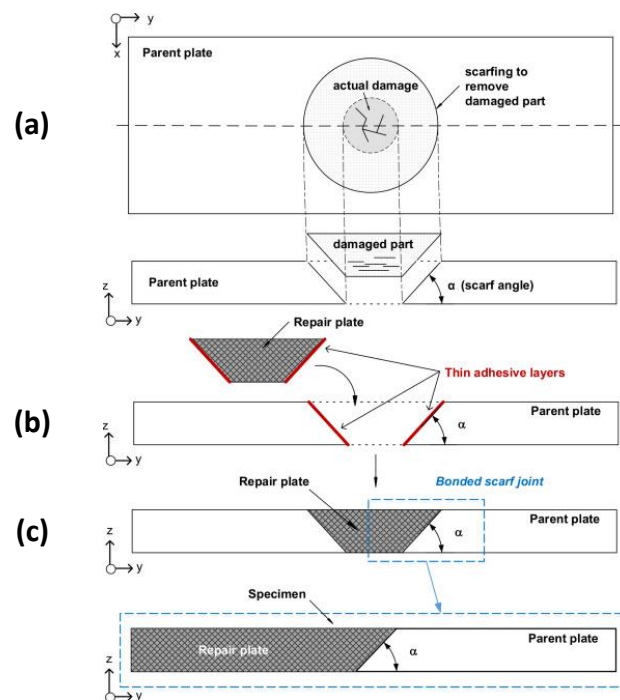 y
x
Parent plate
actual damage
scarfing to
remove
damaged part
(a)
damaged part
Parent plate
α (scarf angle)
z
y
Repair plate
Thin adhesive layers
(b)
Parent plate
α
z
y
Repair plate
Bonded scarf joint
(c)
Parent plate
α
z
y
Specimen
Repair plate
α
Parent plate
z
y